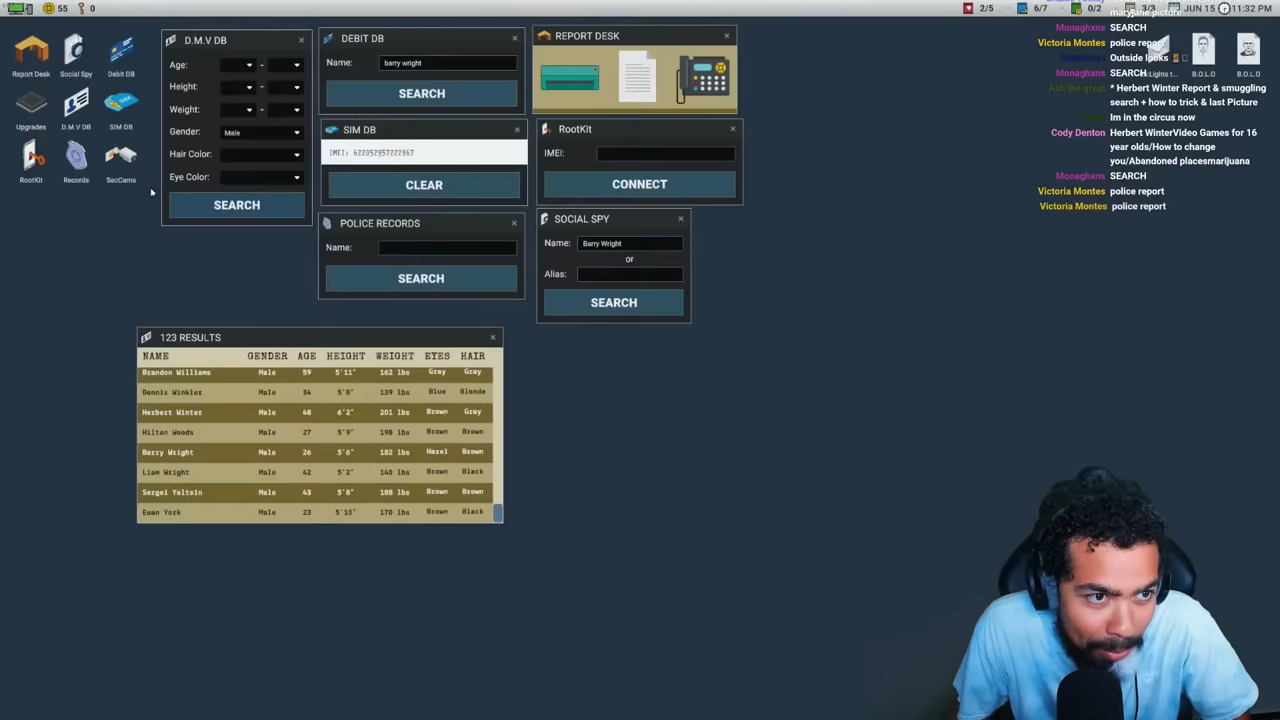 55
0
2/5
6/7
0/2
JUN 15
11:32 PM
Report Desk
Social Spy
Debit DB
Upgrades
D.M.V DB
SIM DB
RootKit
Records
SecCams
D.M.V DB
Age:
-
Height:
-
Weight:
-
Gender:
Male
Hair Color:
Eye Color:
SEARCH
DEBIT DB
Name:
barry wright
SEARCH
SIM DB
IMEI: 622052957222967
CLEAR
POLICE RECORDS
Name:
SEARCH
REPORT DESK
RootKit
IMEI:
CONNECT
SOCIAL SPY
Name:
Barry Wright
or
Alias:
SEARCH
123 RESULTS
NAME GENDER AGE HEIGHT WEIGHT EYES HAIR
Brandon Williams Male 59 5'11" 162 lbs Gray Gray
Dennis Winkler Male 34 5'8" 139 lbs Blue Blonde
Herbert Winter Male 48 6'2" 201 lbs Brown Gray
Hilton Woods Male 27 5'9" 198 lbs Brown Brown
Barry Wright Male 26 5'6" 182 lbs Hazel Brown
Liam Wright Male 42 5'2" 140 lbs Brown Black
Sergei Yeltsin Male 43 5'8" 188 lbs Brown Brown
Euan York Male 23 5'10" 170 lbs Brown Black
Lights t...
B.O.L.O
B.O.L.O
maryjane picture
Monaghxns SEARCH
Victoria Montes police report
Outside looks
Monaghxns SEARCH
Ash the great * Herbert Winter Report & smuggling
search + how to trick & last Picture
Im in the circus now
Cody Denton Herbert WinterVideo Games for 16
year olds/How to change
you/Abandoned placesmarijuana
Monaghxns SEARCH
Victoria Montes police report
Victoria Montes police report